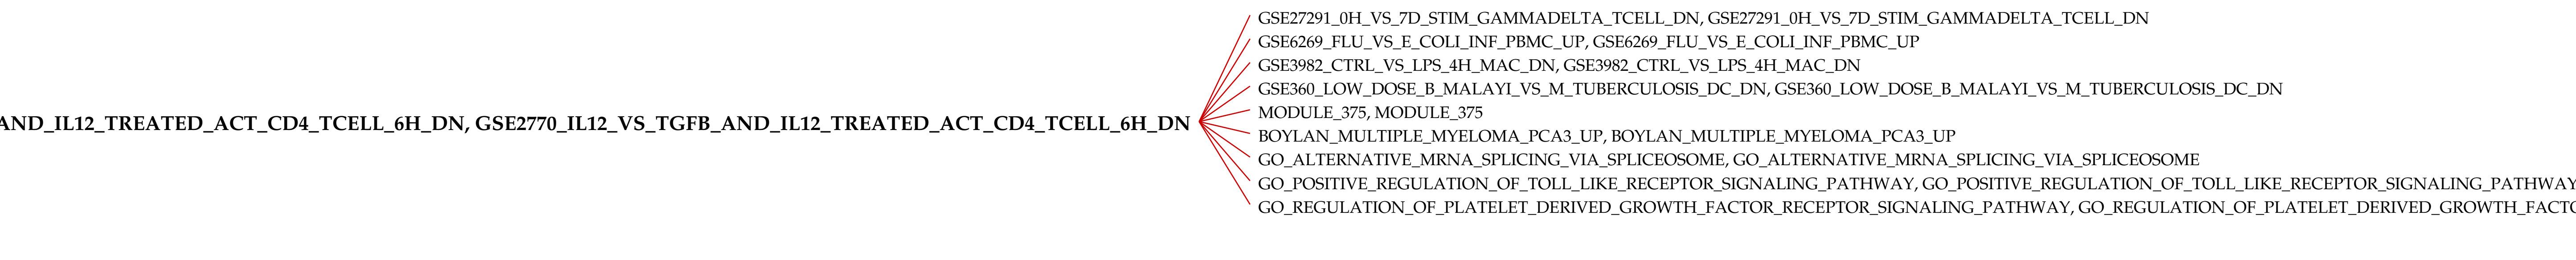 GSE27291_0H_VS_7D_STIM_GAMMADELTA_TCELL_DN, GSE27291_0H_VS_7D_STIM_GAMMADELTA_TCELL_DN
GSE6269_FLU_VS_E_COLI_INF_PBMC_UP, GSE6269_FLU_VS_E_COLI_INF_PBMC_UP
GSE3982_CTRL_VS_LPS_4H_MAC_DN, GSE3982_CTRL_VS_LPS_4H_MAC_DN
GSE360_LOW_DOSE_B_MALAYI_VS_M_TUBERCULOSIS_DC_DN, GSE360_LOW_DOSE_B_MALAYI_VS_M_TUBERCULOSIS_DC_DN
MODULE_375, MODULE_375
AND_IL12_TREATED_ACT_CD4_TCELL_6H_DN, GSE2770_IL12_VS_TGFB_AND_IL12_TREATED_ACT_CD4_TCELL_6H_DN
BOYLAN_MULTIPLE_MYELOMA_PCA3_UP, BOYLAN_MULTIPLE_MYELOMA_PCA3_UP
GO_ALTERNATIVE_MRNA_SPLICING_VIA_SPLICEOSOME, GO_ALTERNATIVE_MRNA_SPLICING_VIA_SPLICEOSOME
GO_POSITIVE_REGULATION_OF_TOLL_LIKE_RECEPTOR_SIGNALING_PATHWAY, GO_POSITIVE_REGULATION_OF_TOLL_LIKE_RECEPTOR_SIGNALING_PATHWAY
GO_REGULATION_OF_PLATELET_DERIVED_GROWTH_FACTOR_RECEPTOR_SIGNALING_PATHWAY, GO_REGULATION_OF_PLATELET_DERIVED_GROWTH_FACTO